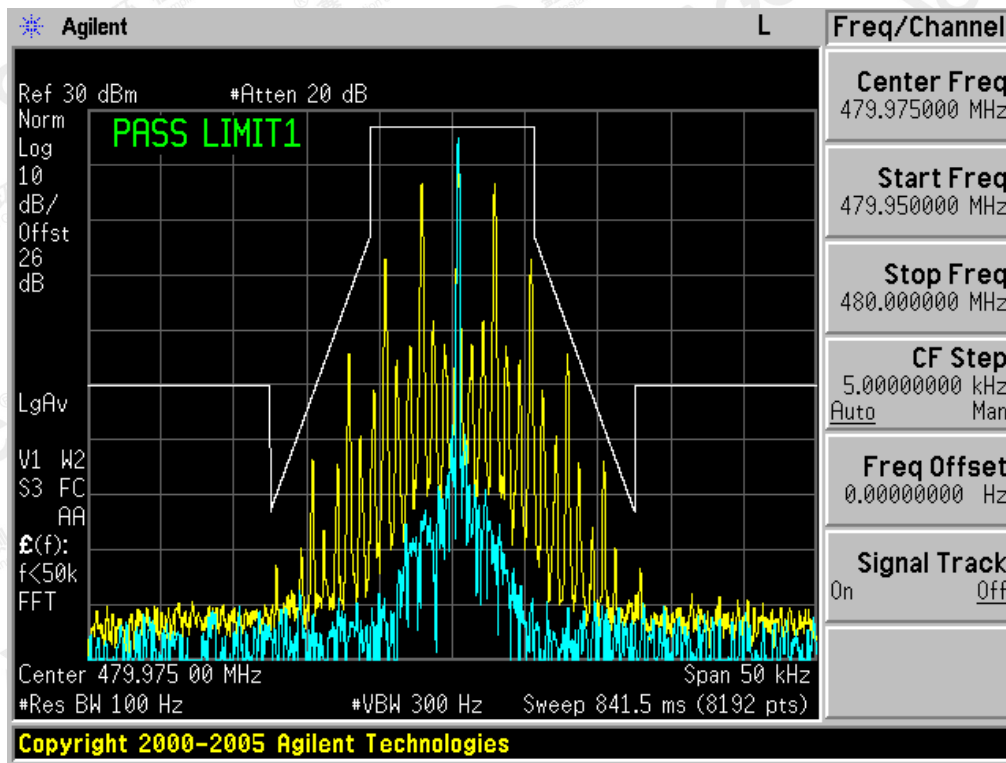 Agilent L
Freq/Channel
Ref 30 dBm #Atten 20 dB
Norm
Log
10
dB/
Offst
26
dB
PASS LIMIT1
LgAv
V1 W2
S3 FC
AA
£(f):
f<50k
FFT
Center 479.975 00 MHz Span 50 kHz
#Res BW 100 Hz #VBW 300 Hz Sweep 841.5 ms (8192 pts)
Copyright 2000-2005 Agilent Technologies
Center Freq
479.975000 MHz
Start Freq
479.950000 MHz
Stop Freq
480.000000 MHz
CF Step
5.00000000 kHz
Auto Man
Freq Offset
0.00000000 Hz
Signal Track
On Off